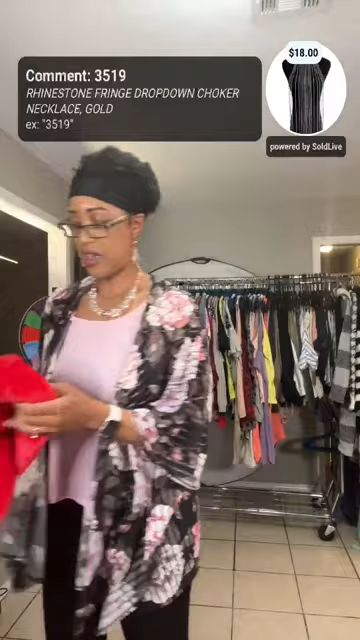 Comment: 3519
RHINESTONE FRINGE DROPDOWN CHOKER
NECKLACE, GOLD
ex: "3519"
$18.00
powered by SoldLive